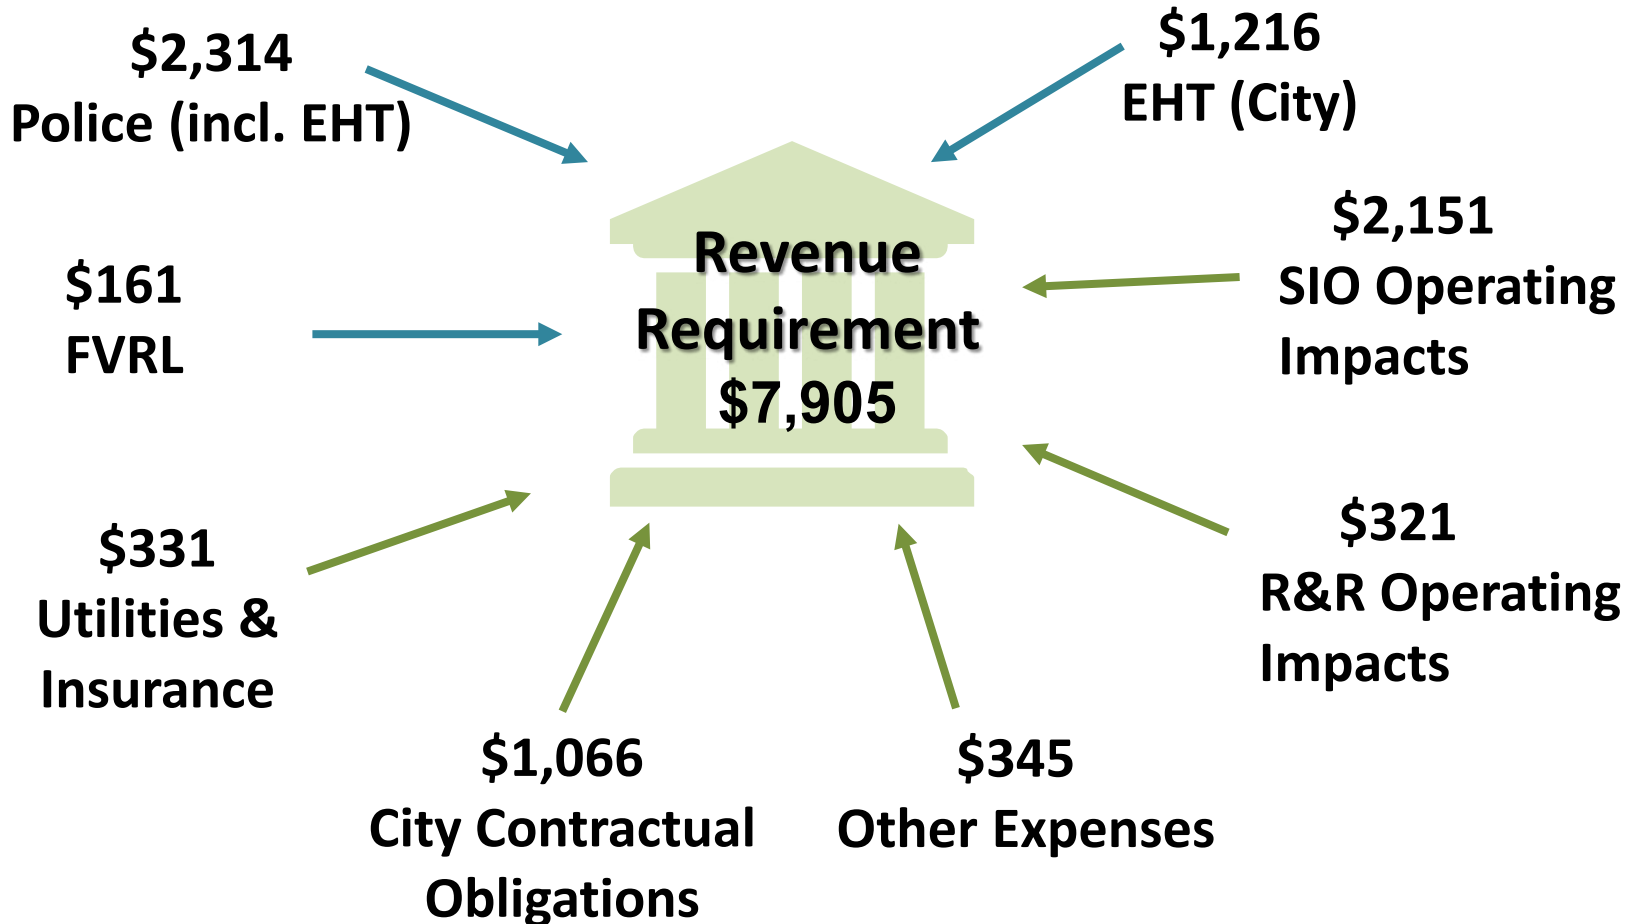 $2,314
Police (incl. EHT)
$1,216
EHT (City)
$161
FVRL
Revenue
Requirement
$7,905
$2,151
SIO Operating
Impacts
$331
Utilities &
Insurance
$321
R&R Operating
Impacts
$1,066
City Contractual
Obligations
$345
Other Expenses